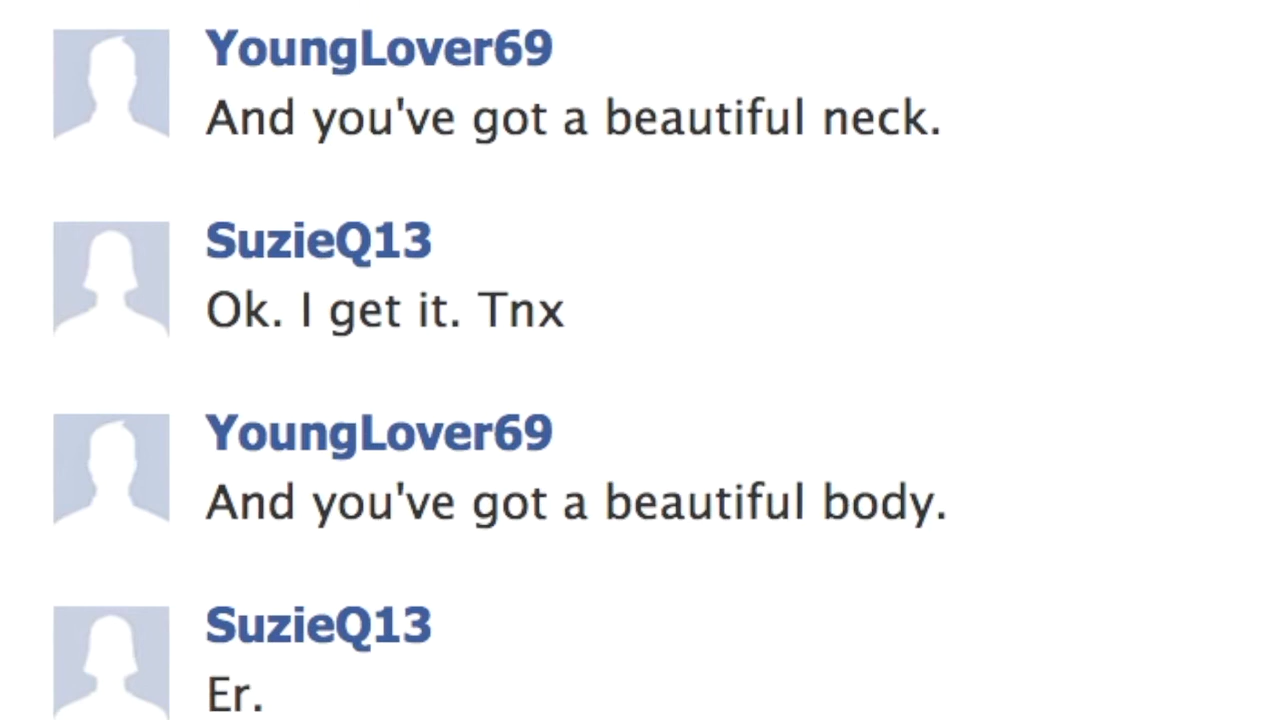 YoungLover69
And you've got a beautiful neck.
SuzieQ13
Ok. I get it. Tnx
YoungLover69
And you've got a beautiful body.
SuzieQ13
Er.